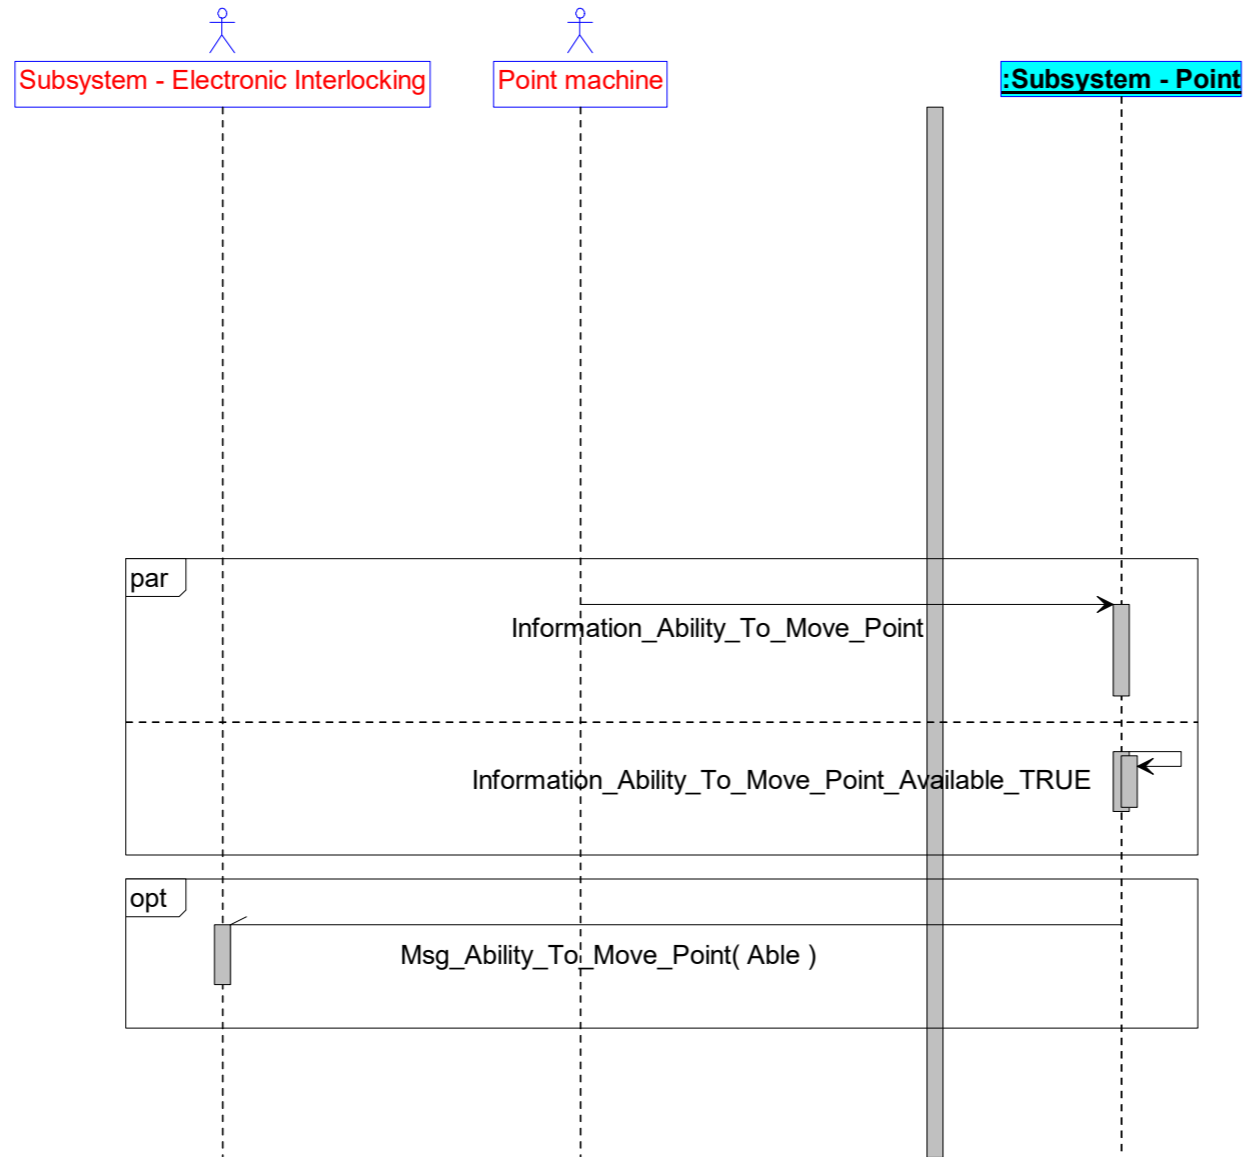 Subsystem - Electronic Interlocking
Point machine
:Subsystem - Point
par
Information_Ability_To_Move_Point
Information_Ability_To_Move_Point_Available_TRUE
opt
Msg_Ability_To_Move_Point( Able )